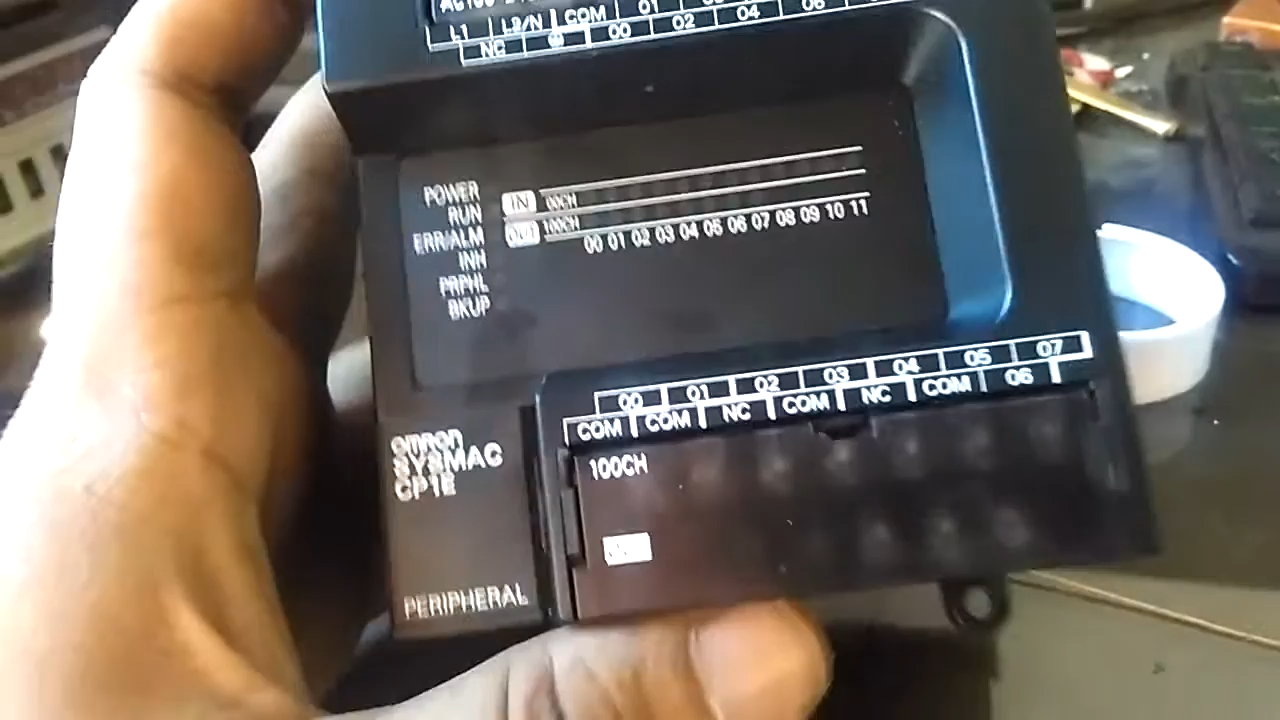 L1 L2/N COM 01 04 06
NC 00 02
POWER
RUN
ERR/ALM
INH
PRPHL
BKUP
IN 00CH
OUT 100CH
00 01 02 03 04 05 06 07 08 09 10 11
00 01 02 03 04 05 07
COM COM NC COM NC COM 06
omron
SYSMAC
CP1E
100CH
PERIPHERAL